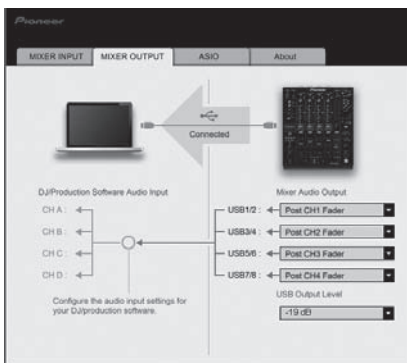 Pioneer
MIXER INPUT MIXER OUTPUT ASIO About
Connected
DJ/Production Software Audio Input
Mixer Audio Output
CH A :
USB1/2 : Post CH1 Fader
CH B :
USB3/4 : Post CH2 Fader
CH C :
USB5/6 : Post CH3 Fader
CH D :
USB7/8 : Post CH4 Fader
Configure the audio input settings for
your DJ/production software.
USB Output Level
-19 dB